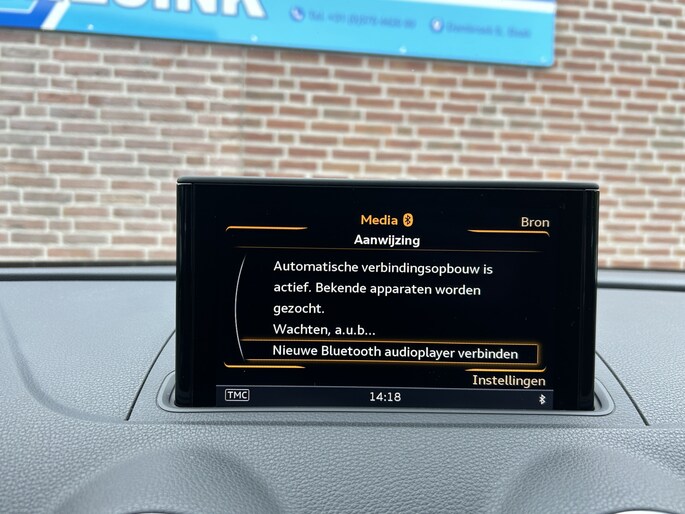 Tel.
Media
Bron
Aanwijzing
Automatische verbindingsopbouw is
actief. Bekende apparaten worden
gezocht.
Wachten, a.u.b...
Nieuwe Bluetooth audioplayer verbinden
Instellingen
TMC
14:18